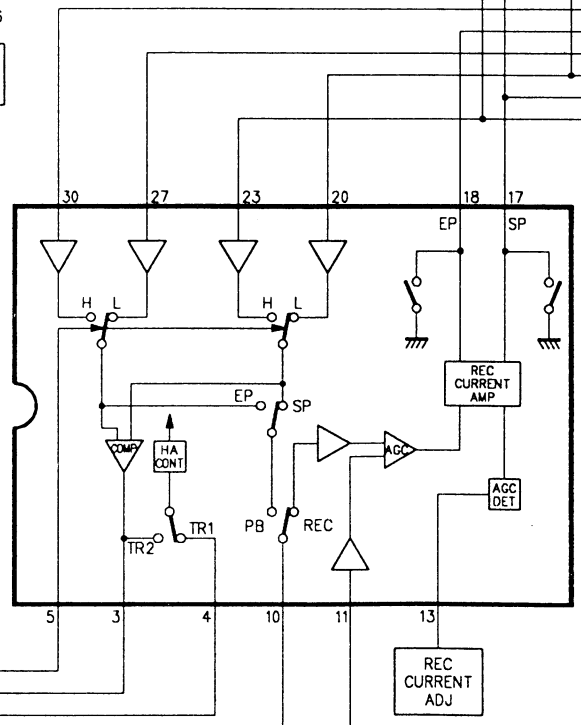 30 27 23 20 18 17
EP SP
H L H L
REC
CURRENT
AMP
EP SP
COMP
HA
CONT
AGC
AGC
DET
TR2 TR1 PB REC
5 3 4 10 11 13
REC
CURRENT
ADJ